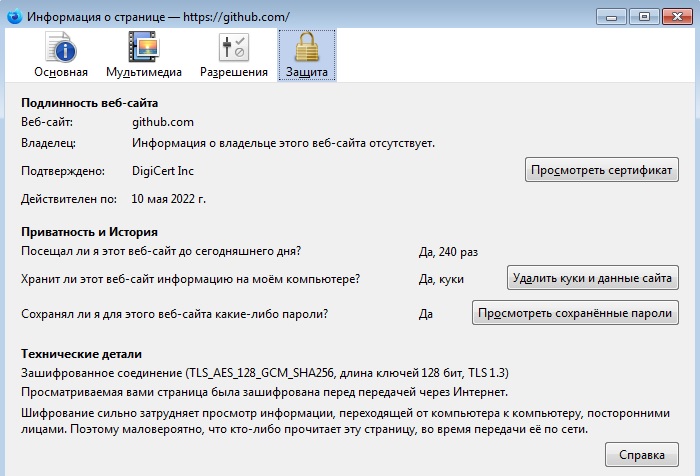 Информация о странице — https://github.com/
Основная Мультимедиа Разрешения Защита
Подлинность веб-сайта
Веб-сайт: github.com
Владелец: Информация о владельце этого веб-сайта отсутствует.
Подтверждено: DigiCert Inc Просмотреть сертификат
Действителен по: 10 мая 2022 г.
Приватность и История
Посещал ли я этот веб-сайт до сегодняшнего дня? Да, 240 раз
Хранит ли этот веб-сайт информацию на моём компьютере? Да, куки Удалить куки и данные сайта
Сохранял ли я для этого веб-сайта какие-либо пароли? Да Просмотреть сохранённые пароли
Технические детали
Зашифрованное соединение (TLS_AES_128_GCM_SHA256, длина ключей 128 бит, TLS 1.3)
Просматриваемая вами страница была зашифрована перед передачей через Интернет.
Шифрование сильно затрудняет просмотр информации, переходящей от компьютера к компьютеру, посторонними
лицами. Поэтому маловероятно, что кто-либо прочитает эту страницу, во время передачи её по сети.
Справка